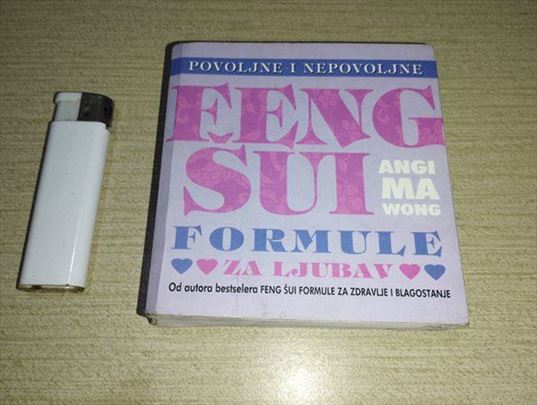 POVOLJNE I NEPOVOLJNE
FENG
ŠUI
ANGI
MA
WONG
FORMULE
ZA LJUBAV
Od autora bestselera FENG ŠUI FORMULE ZA ZDRAVLJE I BLAGOSTANJE